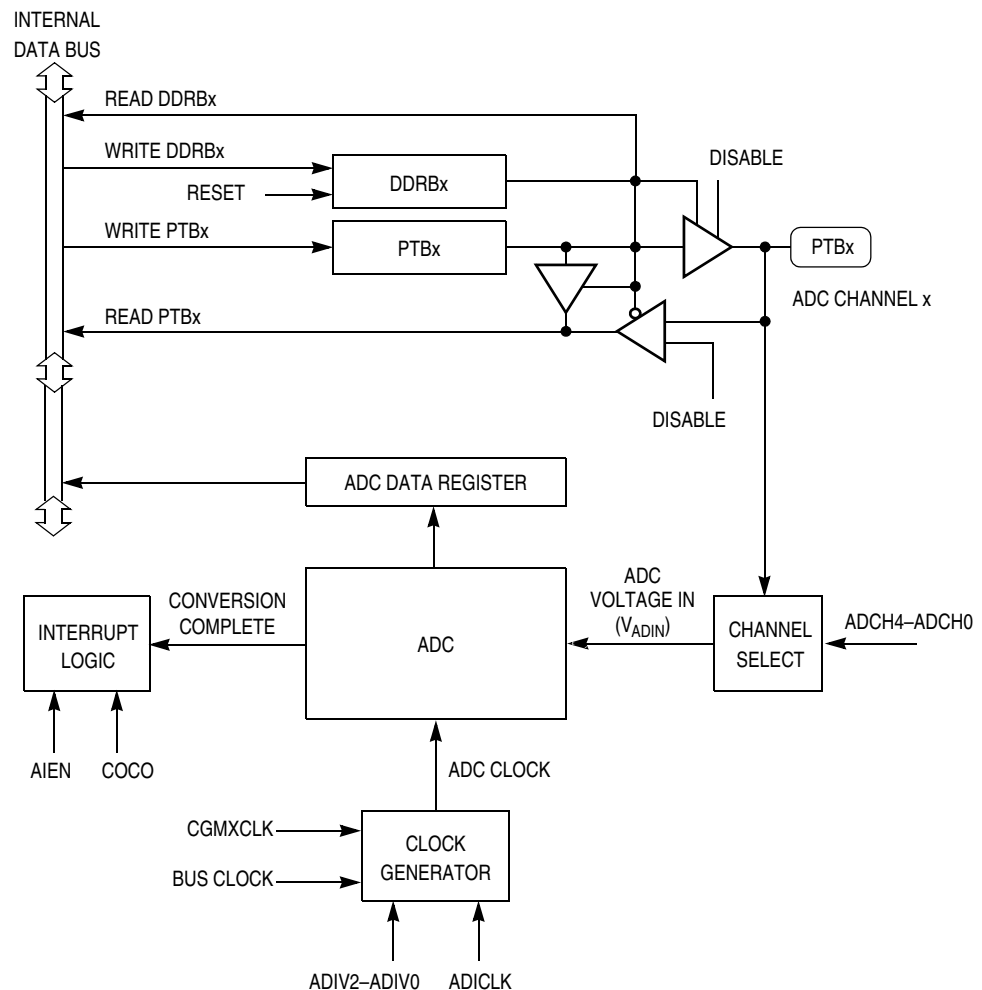 INTERNAL
DATA BUS
READ DDRBx
WRITE DDRBx
DISABLE
RESET
DDRBx
WRITE PTBx
PTBx
PTBx
ADC CHANNEL x
READ PTBx
DISABLE
ADC DATA REGISTER
INTERRUPT
LOGIC
CONVERSION
COMPLETE
ADC
ADC
VOLTAGE IN
(VADIN)
CHANNEL
SELECT
ADCH4–ADCH0
AIEN
COCO
ADC CLOCK
CGMXCLK
BUS CLOCK
CLOCK
GENERATOR
ADIV2–ADIV0
ADICLK